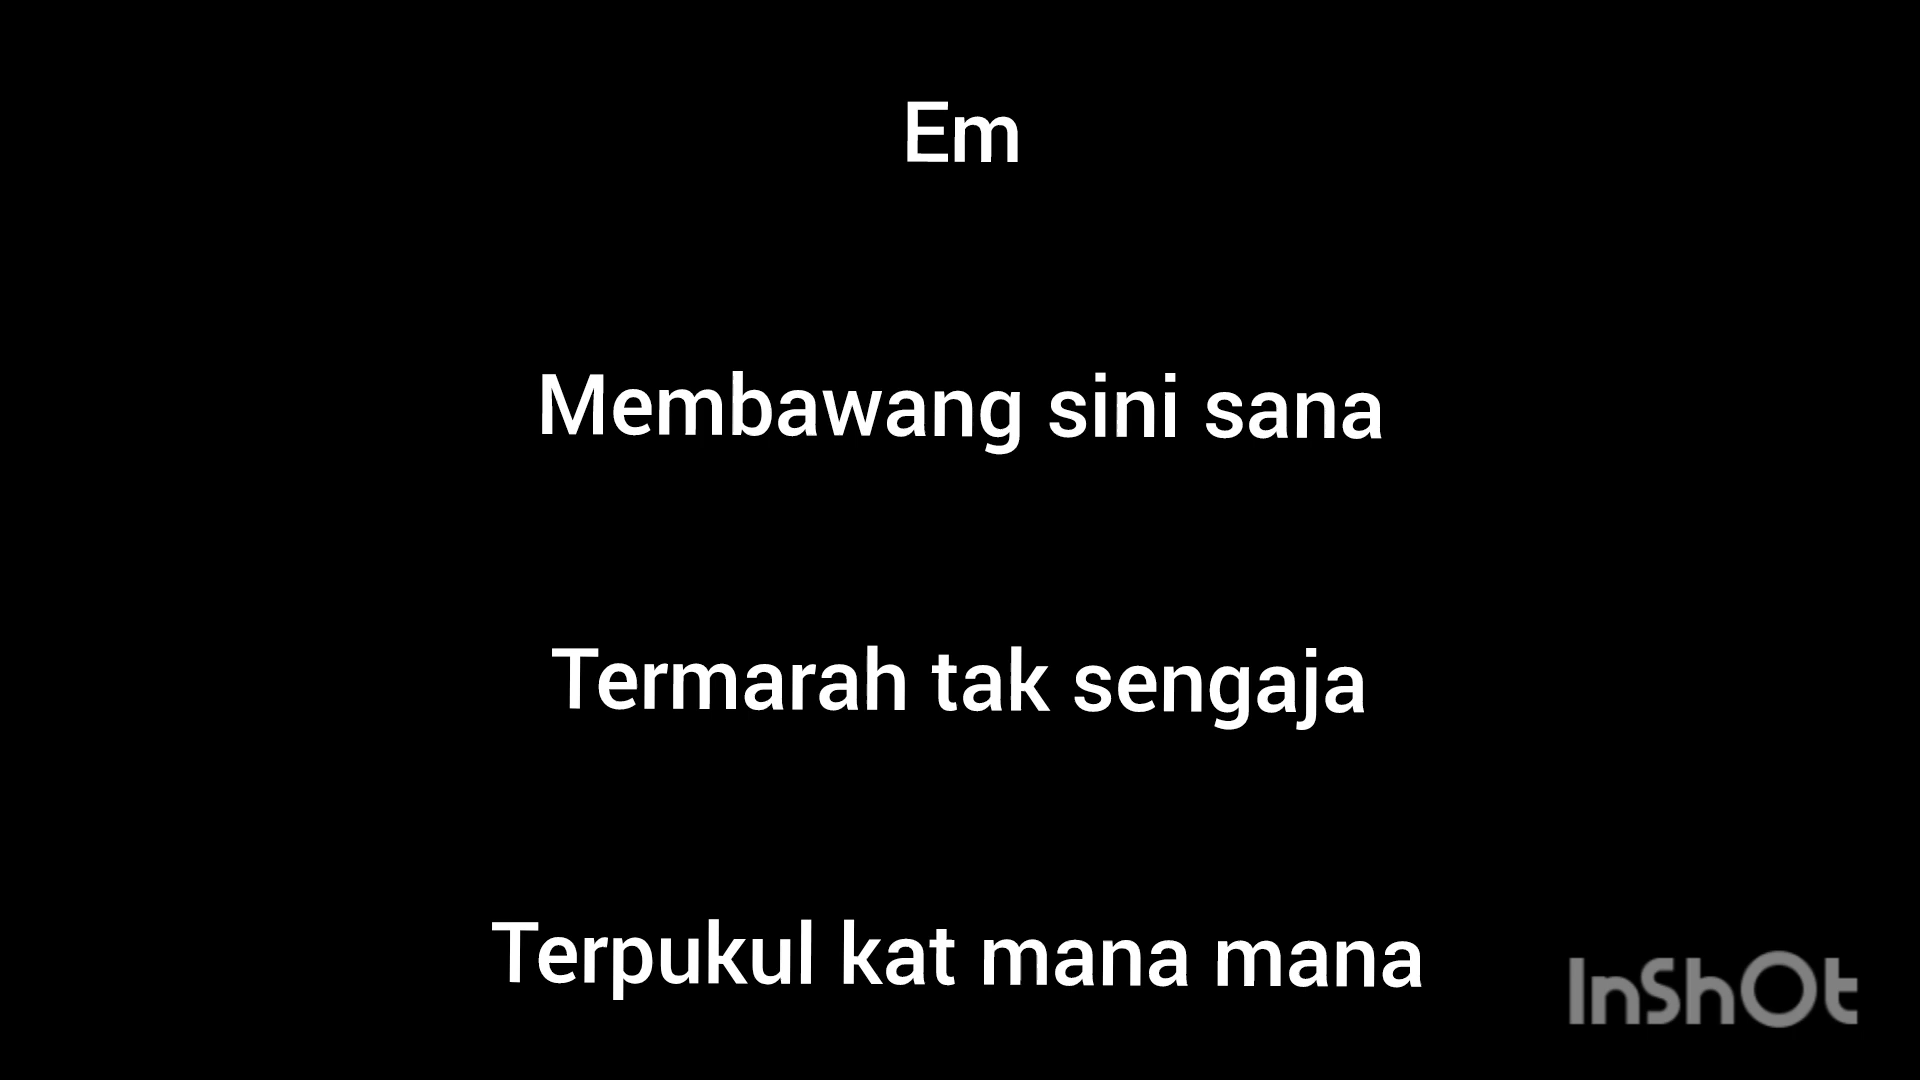 Em
Membawang sini sana
Termarah tak sengaja
Terpukul kat mana mana
InShOt